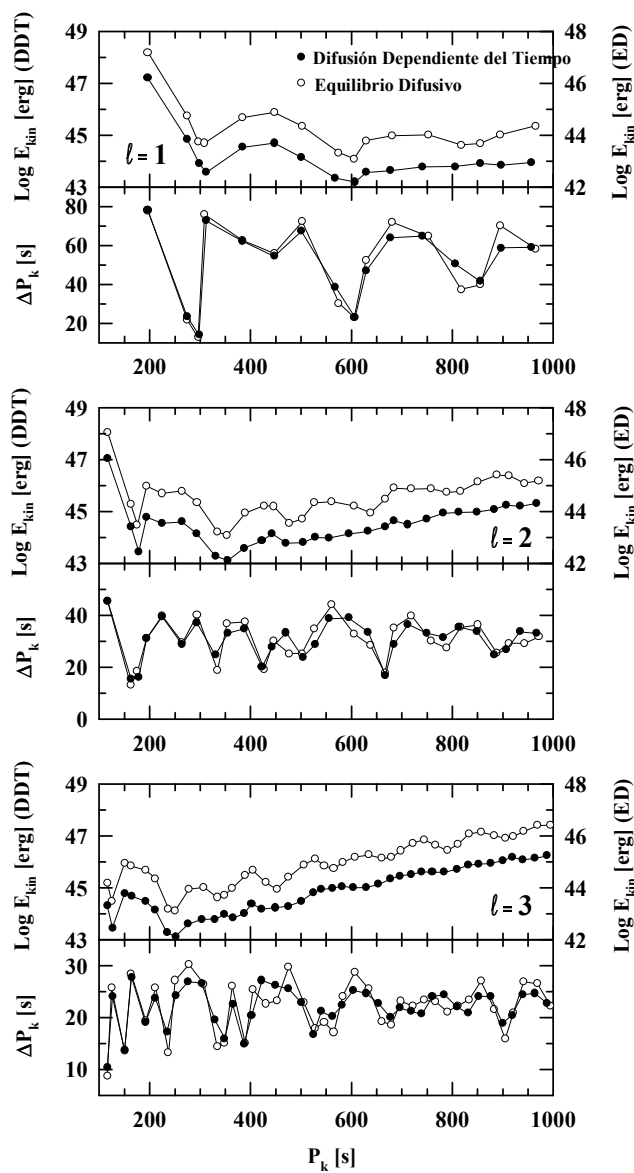 Log E_kin [erg] (DDT)
49
47
45
43
48
46
44
42
Log E_kin [erg] (ED)
Difusión Dependiente del Tiempo
Equilibrio Difusivo
ℓ = 1
ΔP_k [s]
80
60
40
20
200 400 600 800 1000
Log E_kin [erg] (DDT)
49
47
45
43
48
46
44
42
Log E_kin [erg] (ED)
ℓ = 2
ΔP_k [s]
40
20
0
200 400 600 800 1000
Log E_kin [erg] (DDT)
49
47
45
43
48
46
44
42
Log E_kin [erg] (ED)
ℓ = 3
ΔP_k [s]
30
20
10
200 400 600 800 1000
P_k [s]